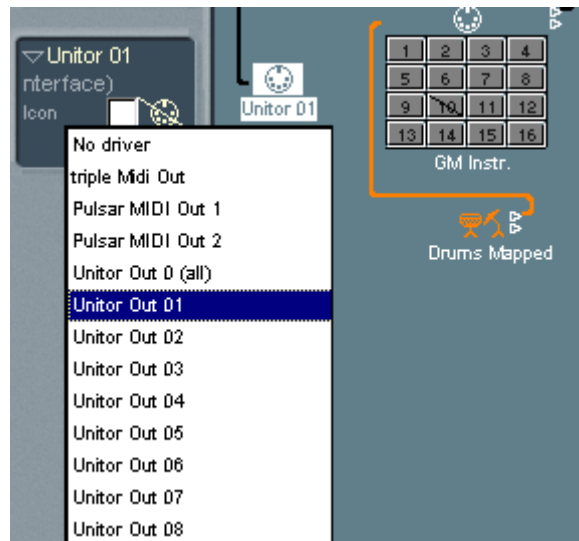 Unitor 01
nterface)
Icon
No driver
triple Midi Out
Pulsar MIDI Out 1
Pulsar MIDI Out 2
Unitor Out 0 (all)
Unitor Out 01
Unitor Out 02
Unitor Out 03
Unitor Out 04
Unitor Out 05
Unitor Out 06
Unitor Out 07
Unitor Out 08
Unitor 01
1 2 3 4
5 6 7 8
9 10 11 12
13 14 15 16
GM Instr.
Drums Mapped